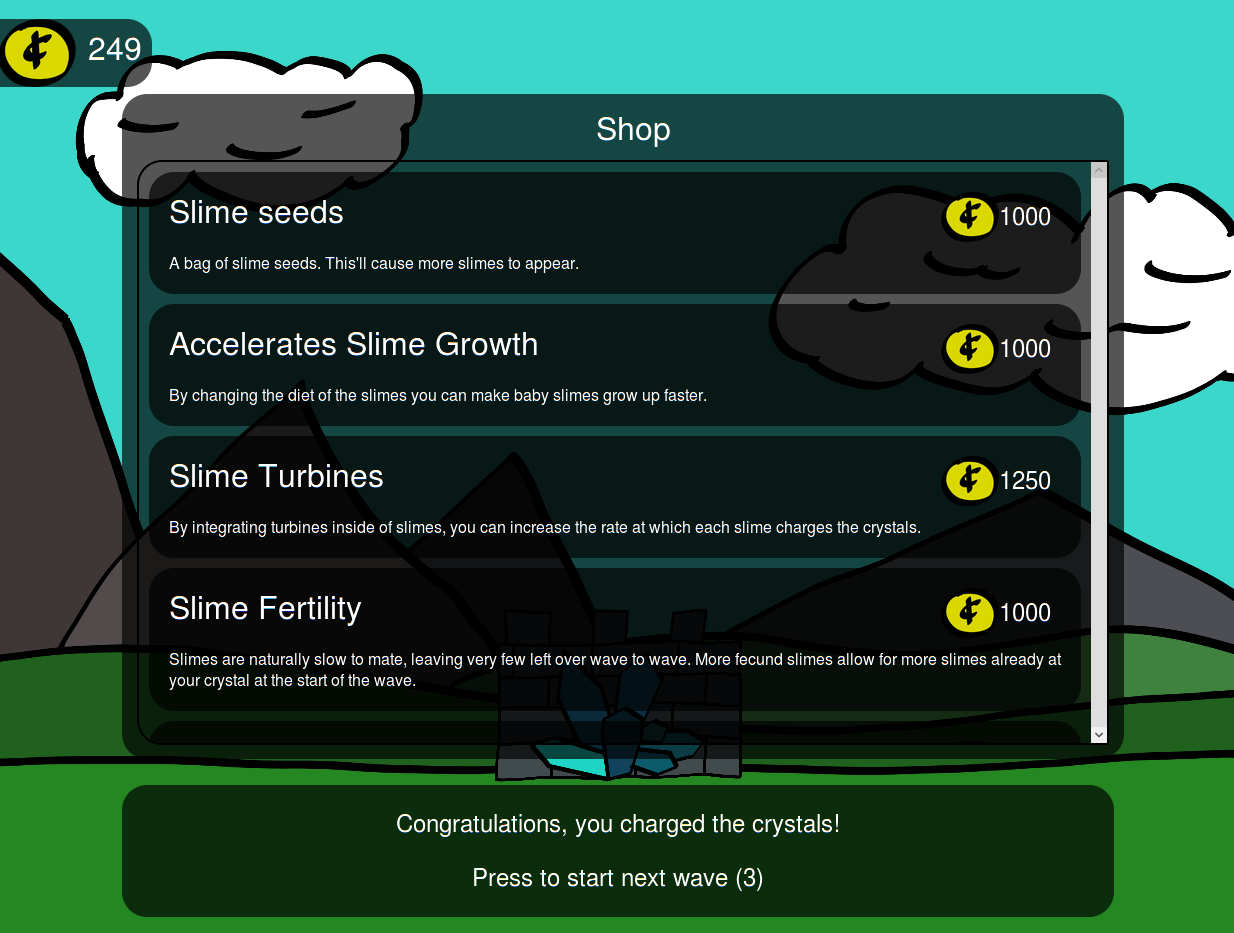 249
Shop
Slime seeds
1000
A bag of slime seeds. This'll cause more slimes to appear.
Accelerates Slime Growth
1000
By changing the diet of the slimes you can make baby slimes grow up faster.
Slime Turbines
1250
By integrating turbines inside of slimes, you can increase the rate at which each slime charges the crystals.
Slime Fertility
1000
Slimes are naturally slow to mate, leaving very few left over wave to wave. More fecund slimes allow for more slimes already at
your crystal at the start of the wave.
Congratulations, you charged the crystals!
Press to start next wave (3)